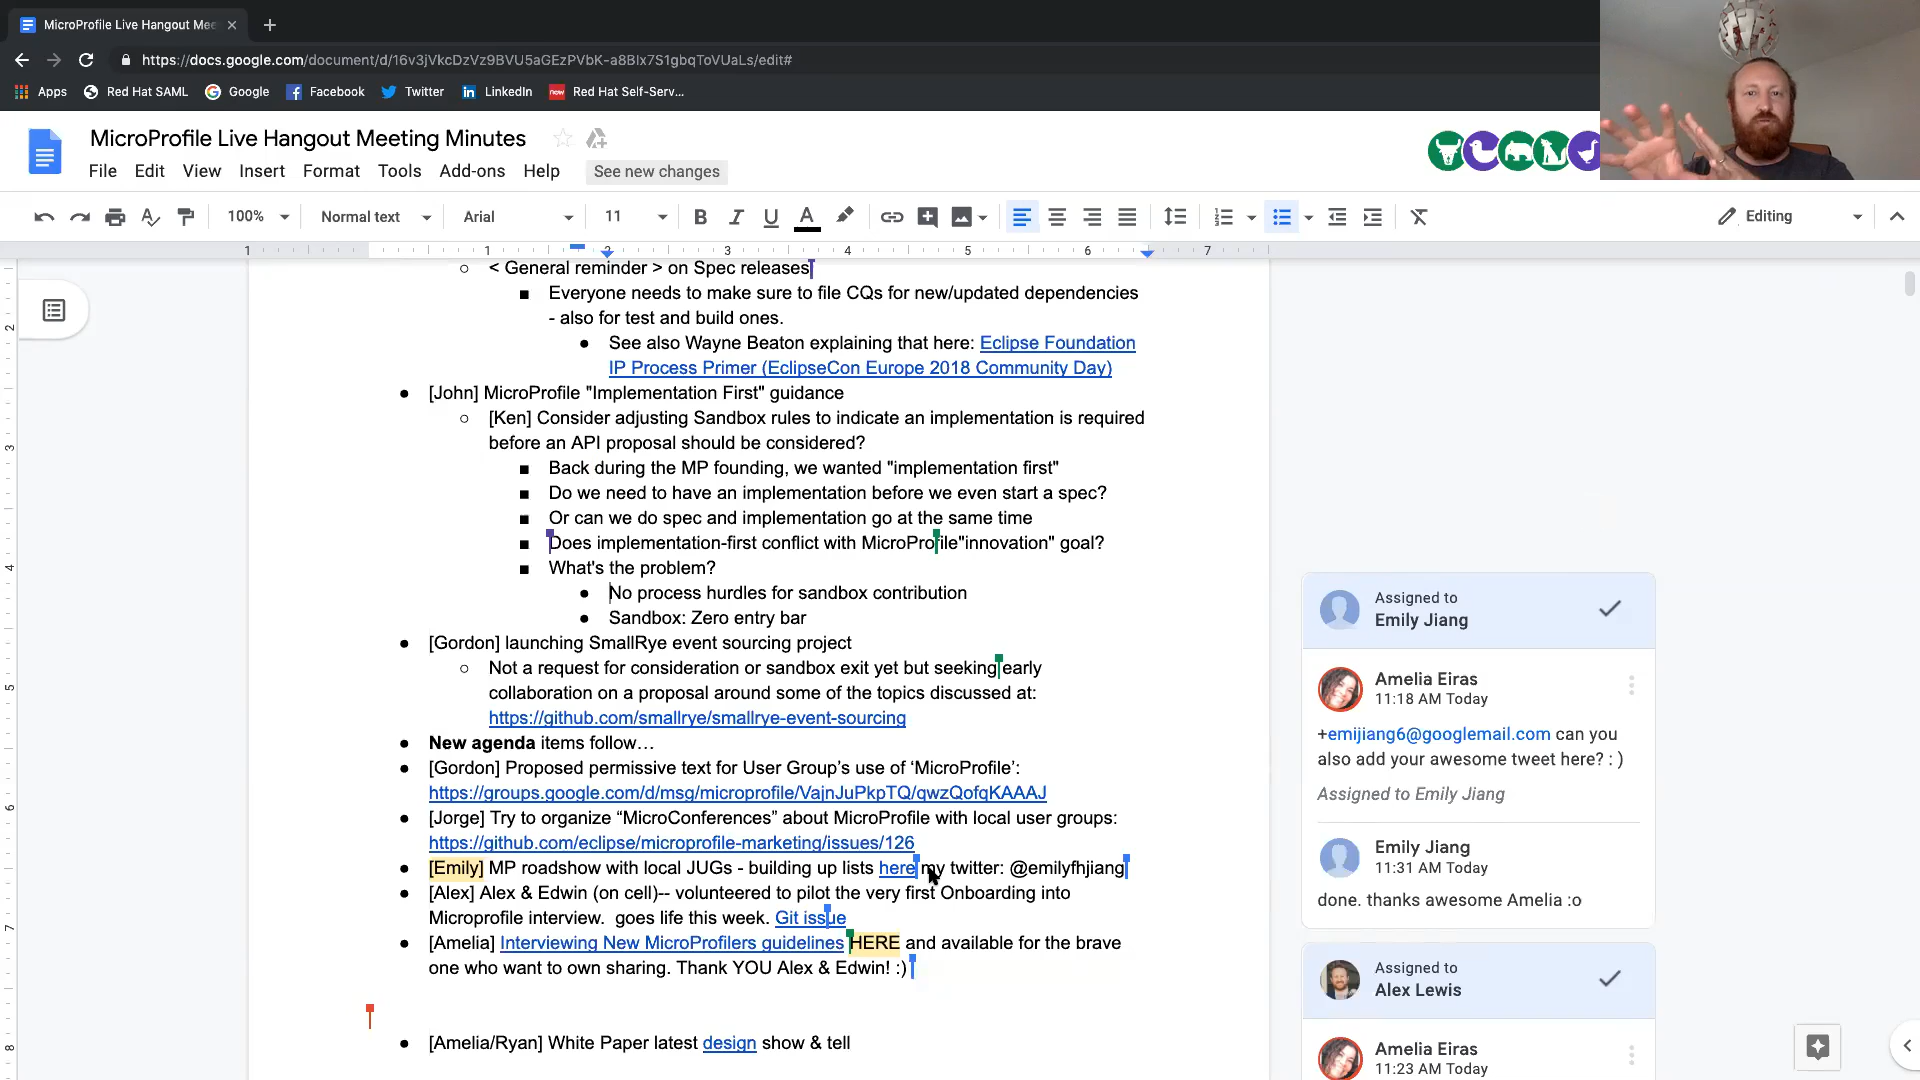 MicroProfile Live Hangout Mee
https://docs.google.com/document/d/16v3jVkcDzVz9BVU5aGEzPVbK-a8BIx7S1gbqToVUaLs/edit#
Apps Red Hat SAML Google Facebook Twitter LinkedIn now Red Hat Self-Serv...
MicroProfile Live Hangout Meeting Minutes
File Edit View Insert Format Tools Add-ons Help See new changes
100% Normal text Arial 11 B I U A Editing
1 1 2 3 4 5 6 7
< General reminder > on Spec releases
Everyone needs to make sure to file CQs for new/updated dependencies
- also for test and build ones.
See also Wayne Beaton explaining that here: Eclipse Foundation
IP Process Primer (EclipseCon Europe 2018 Community Day)
[John] MicroProfile "Implementation First" guidance
[Ken] Consider adjusting Sandbox rules to indicate an implementation is required
before an API proposal should be considered?
Back during the MP founding, we wanted "implementation first"
Do we need to have an implementation before we even start a spec?
Or can we do spec and implementation go at the same time
Does implementation-first conflict with MicroProfile"innovation" goal?
What's the problem?
No process hurdles for sandbox contribution
Sandbox: Zero entry bar
[Gordon] launching SmallRye event sourcing project
Not a request for consideration or sandbox exit yet but seeking early
collaboration on a proposal around some of the topics discussed at:
https://github.com/smallrye/smallrye-event-sourcing
New agenda items follow…
[Gordon] Proposed permissive text for User Group’s use of ‘MicroProfile’:
https://groups.google.com/d/msg/microprofile/VajnJuPkpTQ/qwzQofqKAAAJ
[Jorge] Try to organize “MicroConferences” about MicroProfile with local user groups:
https://github.com/eclipse/microprofile-marketing/issues/126
[Emily] MP roadshow with local JUGs - building up lists here my twitter: @emilyfhjiang
[Alex] Alex & Edwin (on cell)-- volunteered to pilot the very first Onboarding into
Microprofile interview. goes life this week. Git issue
[Amelia] Interviewing New MicroProfilers guidelines HERE and available for the brave
one who want to own sharing. Thank YOU Alex & Edwin! :)
[Amelia/Ryan] White Paper latest design show & tell
2
3
4
5
6
7
8
Assigned to
Emily Jiang
Amelia Eiras
11:18 AM Today
+emijiang6@googlemail.com can you
also add your awesome tweet here? : )
Assigned to Emily Jiang
Emily Jiang
11:31 AM Today
done. thanks awesome Amelia :o
Assigned to
Alex Lewis
Amelia Eiras
11:23 AM Today